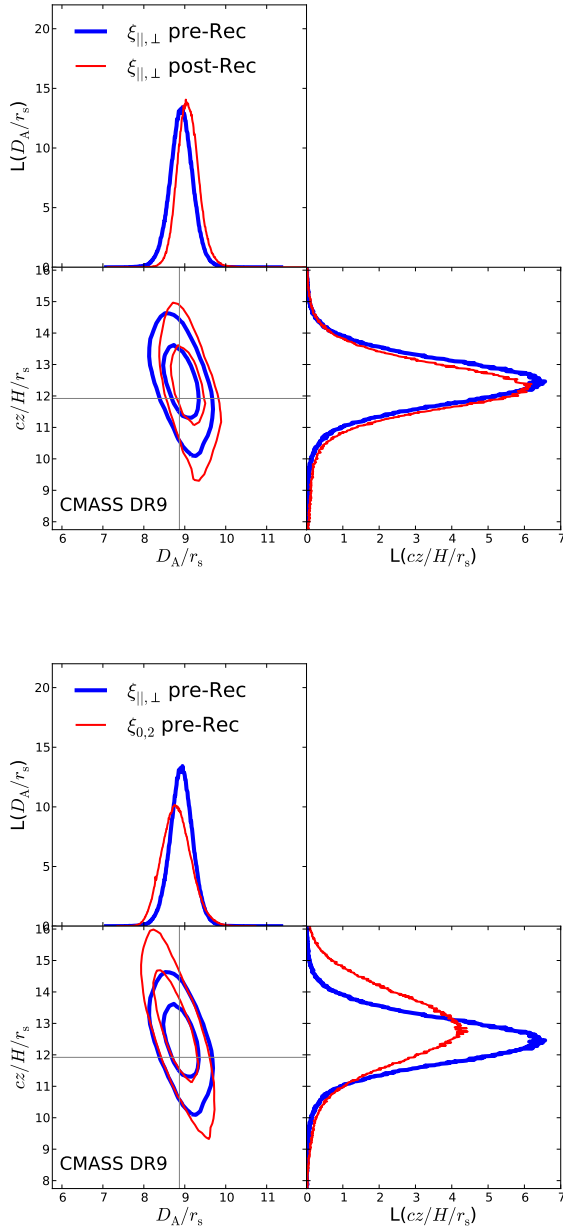 20
15
10
5
0
L(D_A/r_s)
ξ_{||,⊥} pre-Rec
ξ_{||,⊥} post-Rec
16
15
14
13
12
11
10
9
8
cz/H/r_s
CMASS DR9
6 7 8 9 10 11
D_A/r_s
0 1 2 3 4 5 6 7
L(cz/H/r_s)
20
15
10
5
0
L(D_A/r_s)
ξ_{||,⊥} pre-Rec
ξ_{0,2} pre-Rec
16
15
14
13
12
11
10
9
8
cz/H/r_s
CMASS DR9
6 7 8 9 10 11
D_A/r_s
0 1 2 3 4 5 6 7
L(cz/H/r_s)